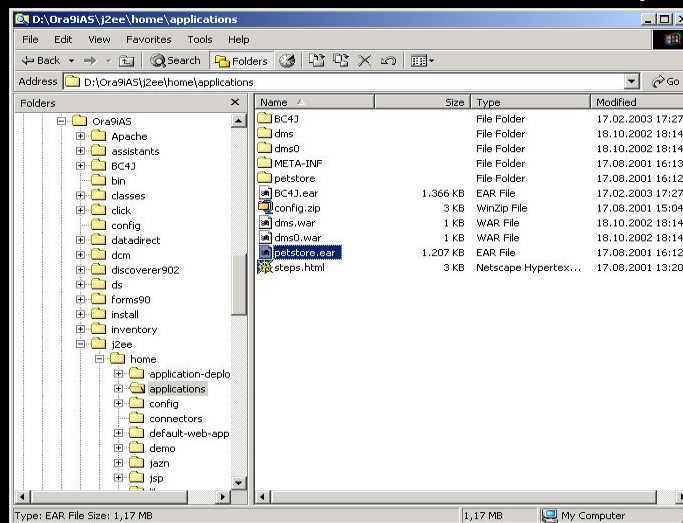 D:\Ora9iAS\j2ee\home\applications
File Edit View Favorites Tools Help
Back Search Folders
Address D:\Ora9iAS\j2ee\home\applications Go
Folders
Ora9iAS
Apache
assistants
BC4J
bin
classes
click
config
datadirect
dcm
discoverer902
ds
forms90
install
inventory
j2ee
home
application-deplo
applications
config
connectors
default-web-app
demo
jazn
jsp
Name Size Type Modified
BC4J File Folder 17.02.2003 17:27
dms File Folder 18.10.2002 18:14
dms0 File Folder 18.10.2002 18:14
META-INF File Folder 17.08.2001 16:13
petstore File Folder 17.08.2001 16:12
BC4J.ear 1.366 KB EAR File 17.02.2003 17:27
config.zip 3 KB WinZip File 17.08.2001 15:04
dms.war 1 KB WAR File 18.10.2002 18:14
dms0.war 1 KB WAR File 18.10.2002 18:14
petstore.ear 1.207 KB EAR File 17.08.2001 16:12
steps.html 3 KB Netscape Hypertex... 17.08.2001 13:20
Type: EAR File Size: 1,17 MB 1,17 MB My Computer